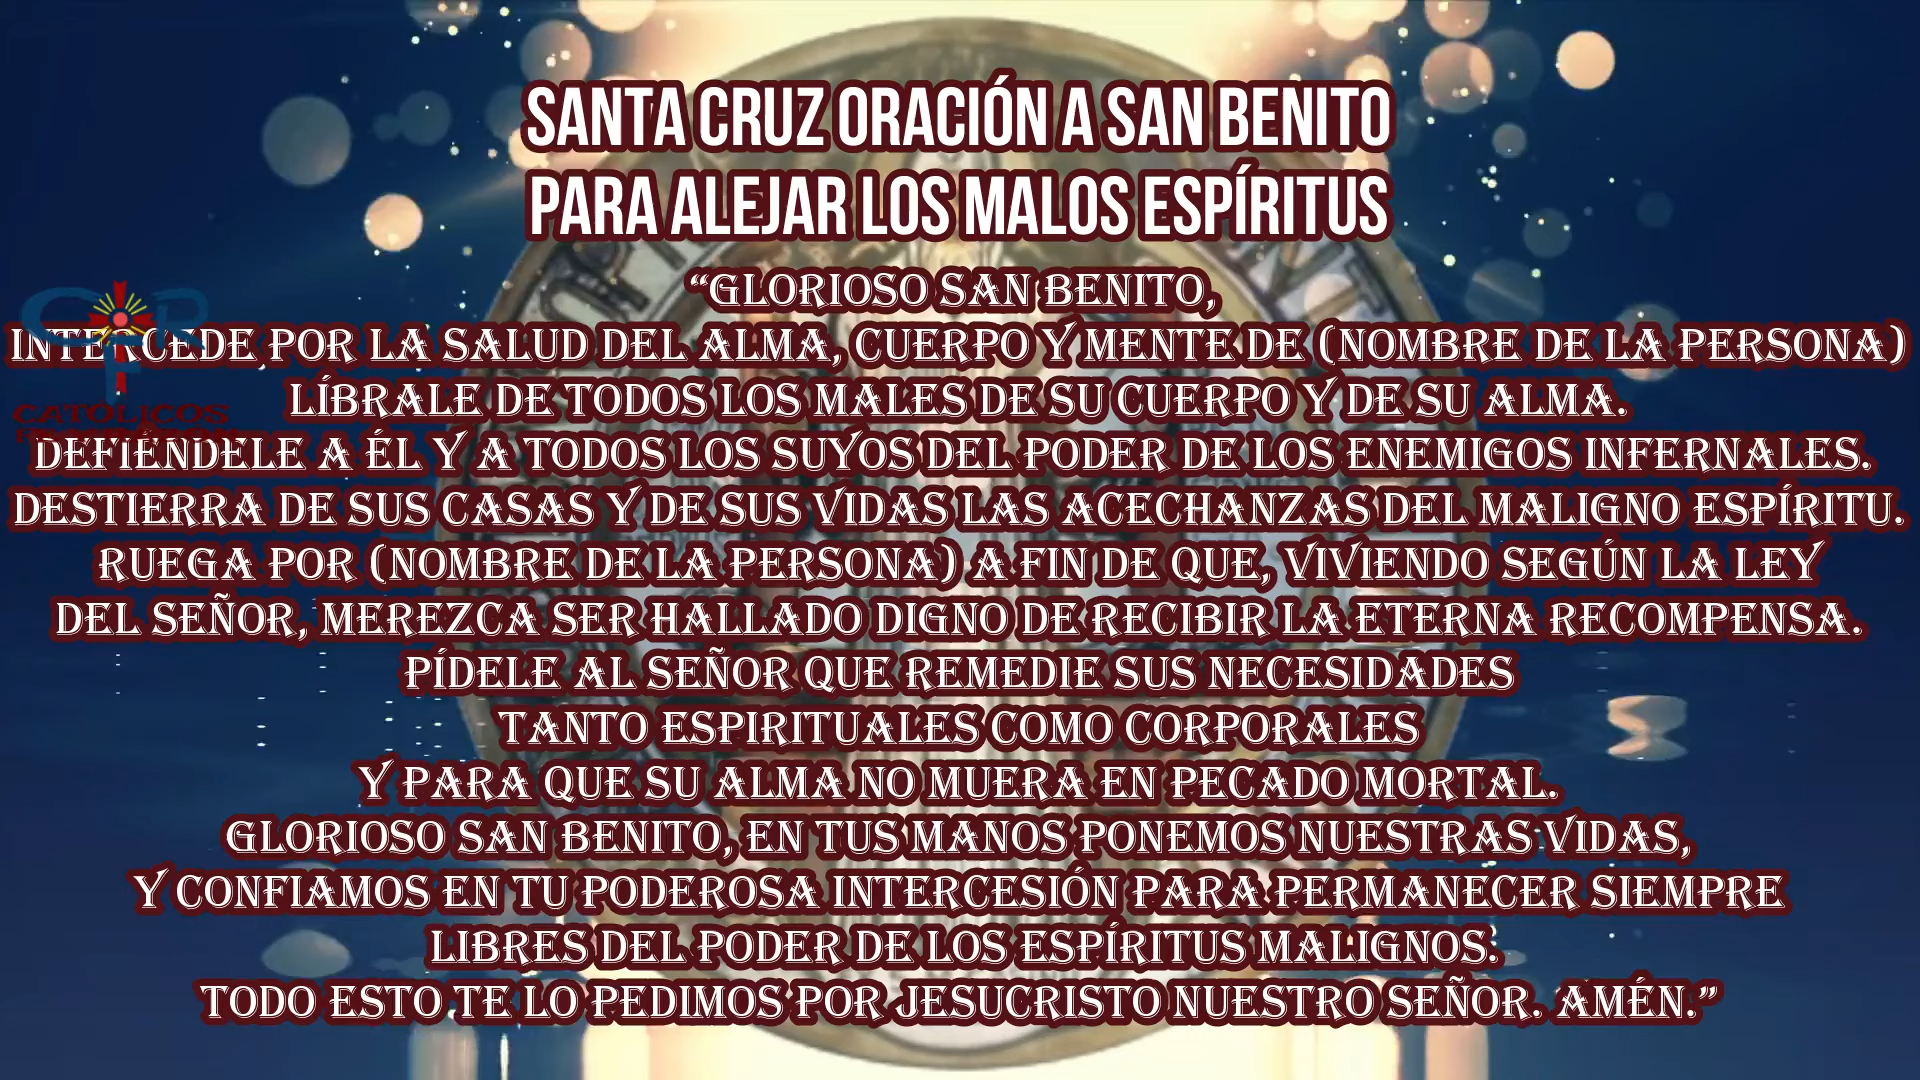 SANTA CRUZ ORACIÓN A SAN BENITO
PARA ALEJAR LOS MALOS ESPÍRITUS
“GLORIOSO SAN BENITO,
INTERCEDE POR LA SALUD DEL ALMA, CUERPO Y MENTE DE (NOMBRE DE LA PERSONA)
LÍBRALE DE TODOS LOS MALES DE SU CUERPO Y DE SU ALMA.
DEFIÉNDELE A ÉL Y A TODOS LOS SUYOS DEL PODER DE LOS ENEMIGOS INFERNALES.
DESTIERRA DE SUS CASAS Y DE SUS VIDAS LAS ACECHANZAS DEL MALIGNO ESPÍRITU.
RUEGA POR (NOMBRE DE LA PERSONA) A FIN DE QUE, VIVIENDO SEGÚN LA LEY
DEL SEÑOR, MEREZCA SER HALLADO DIGNO DE RECIBIR LA ETERNA RECOMPENSA.
PÍDELE AL SEÑOR QUE REMEDIE SUS NECESIDADES
TANTO ESPIRITUALES COMO CORPORALES
Y PARA QUE SU ALMA NO MUERA EN PECADO MORTAL.
GLORIOSO SAN BENITO, EN TUS MANOS PONEMOS NUESTRAS VIDAS,
Y CONFIAMOS EN TU PODEROSA INTERCESIÓN PARA PERMANECER SIEMPRE
LIBRES DEL PODER DE LOS ESPÍRITUS MALIGNOS.
TODO ESTO TE LO PEDIMOS POR JESUCRISTO NUESTRO SEÑOR. AMÉN.”
CFR
CATÓLICOS